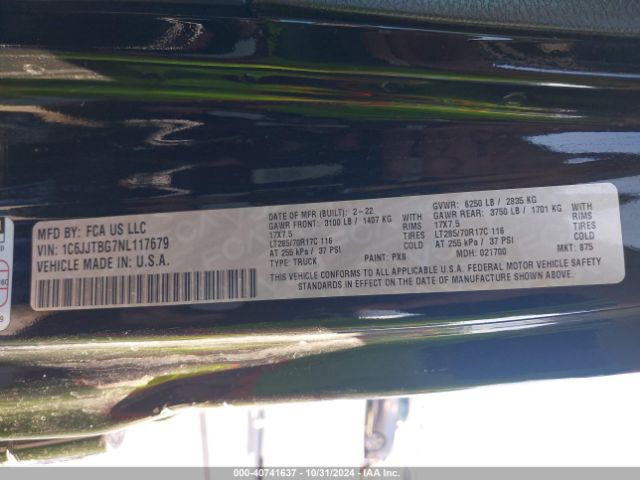 MFD BY: FCA US LLC
VIN: 1C6JJTBG7NL117679
VEHICLE MADE IN: U.S.A.
DATE OF MFR (BUILT): 2-22
GAWR FRONT: 3100 LB / 1407 KG
17X7.5 RIMS
LT285/70R17C 116 TIRES
AT 255 kPa / 37 PSI COLD
TYPE: TRUCK PAINT: PX8
GVWR: 6250 LB / 2835 KG
GAWR REAR: 3750 LB / 1701 KG
17X7.5 RIMS
LT285/70R17C 116 TIRES
AT 255 kPa / 37 PSI COLD
MDH: 021700 MKT: 875
THIS VEHICLE CONFORMS TO ALL APPLICABLE U.S.A. FEDERAL MOTOR VEHICLE SAFETY
STANDARDS IN EFFECT ON THE DATE OF MANUFACTURE SHOWN ABOVE.
000-40741637 - 10/31/2024 - IAA